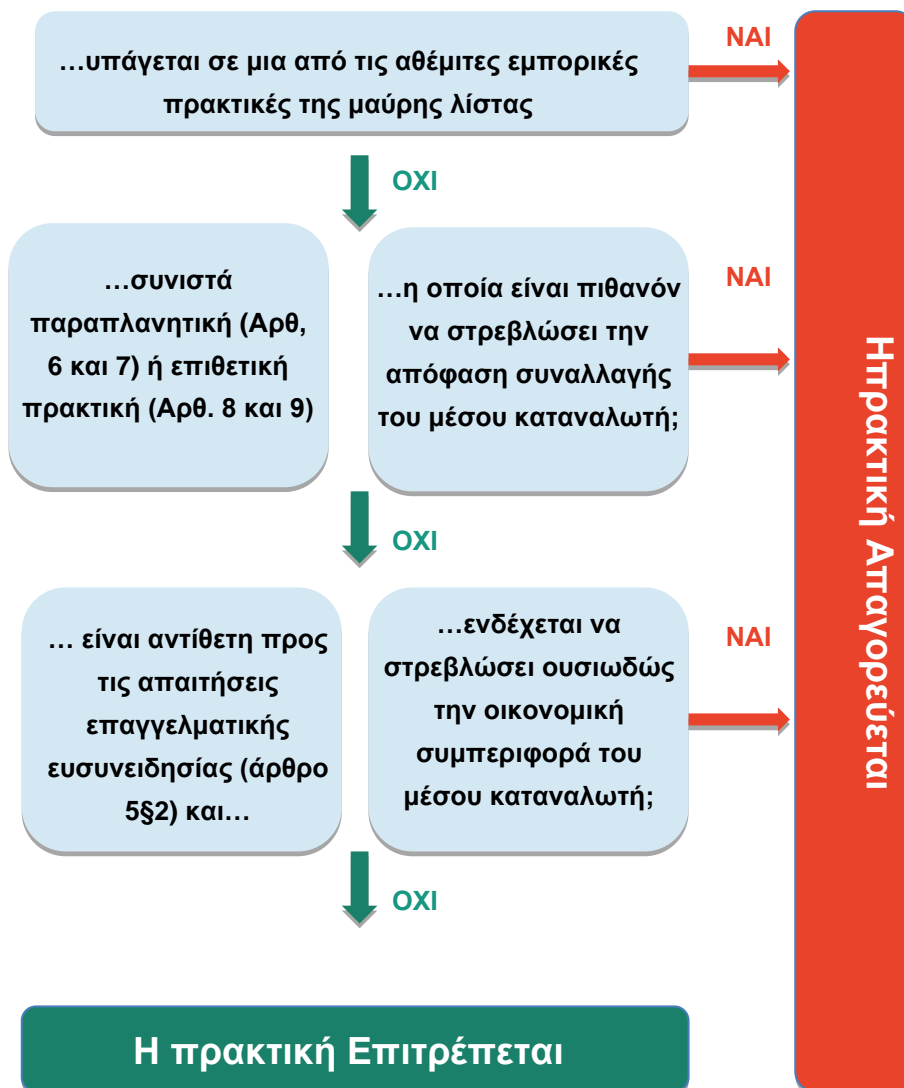 ΝΑΙ
…υπάγεται σε μια από τις αθέμιτες εμπορικές
πρακτικές της μαύρης λίστας
ΟΧΙ
…συνιστά
παραπλανητική (Αρθ,
6 και 7) ή επιθετική
πρακτική (Αρθ. 8 και 9)
…η οποία είναι πιθανόν
να στρεβλώσει την
απόφαση συναλλαγής
του μέσου καταναλωτή;
ΝΑΙ
ΟΧΙ
… είναι αντίθετη προς
τις απαιτήσεις
επαγγελματικής
ευσυνειδησίας (άρθρο
5§2) και…
…ενδέχεται να
στρεβλώσει ουσιωδώς
την οικονομική
συμπεριφορά του
μέσου καταναλωτή;
ΝΑΙ
ΟΧΙ
Η πρακτική Επιτρέπεται
Ηπρακτική Απαγορεύεται